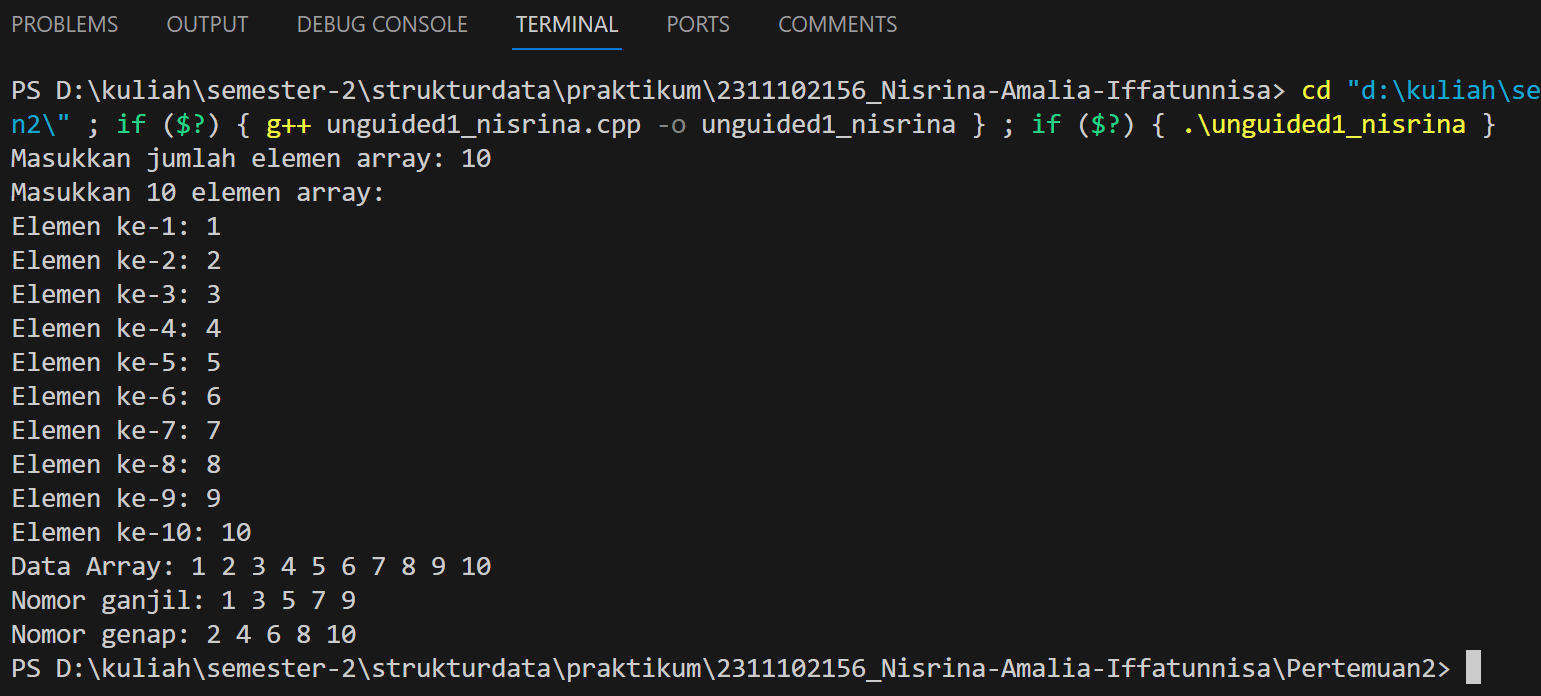 PROBLEMS OUTPUT DEBUG CONSOLE TERMINAL PORTS COMMENTS
PS D:\kuliah\semester-2\strukturdata\praktikum\2311102156_Nisrina-Amalia-Iffatunnisa> cd "d:\kuliah\se
n2\" ; if ($?) { g++ unguided1_nisrina.cpp -o unguided1_nisrina } ; if ($?) { .\unguided1_nisrina }
Masukkan jumlah elemen array: 10
Masukkan 10 elemen array:
Elemen ke-1: 1
Elemen ke-2: 2
Elemen ke-3: 3
Elemen ke-4: 4
Elemen ke-5: 5
Elemen ke-6: 6
Elemen ke-7: 7
Elemen ke-8: 8
Elemen ke-9: 9
Elemen ke-10: 10
Data Array: 1 2 3 4 5 6 7 8 9 10
Nomor ganjil: 1 3 5 7 9
Nomor genap: 2 4 6 8 10
PS D:\kuliah\semester-2\strukturdata\praktikum\2311102156_Nisrina-Amalia-Iffatunnisa\Pertemuan2>